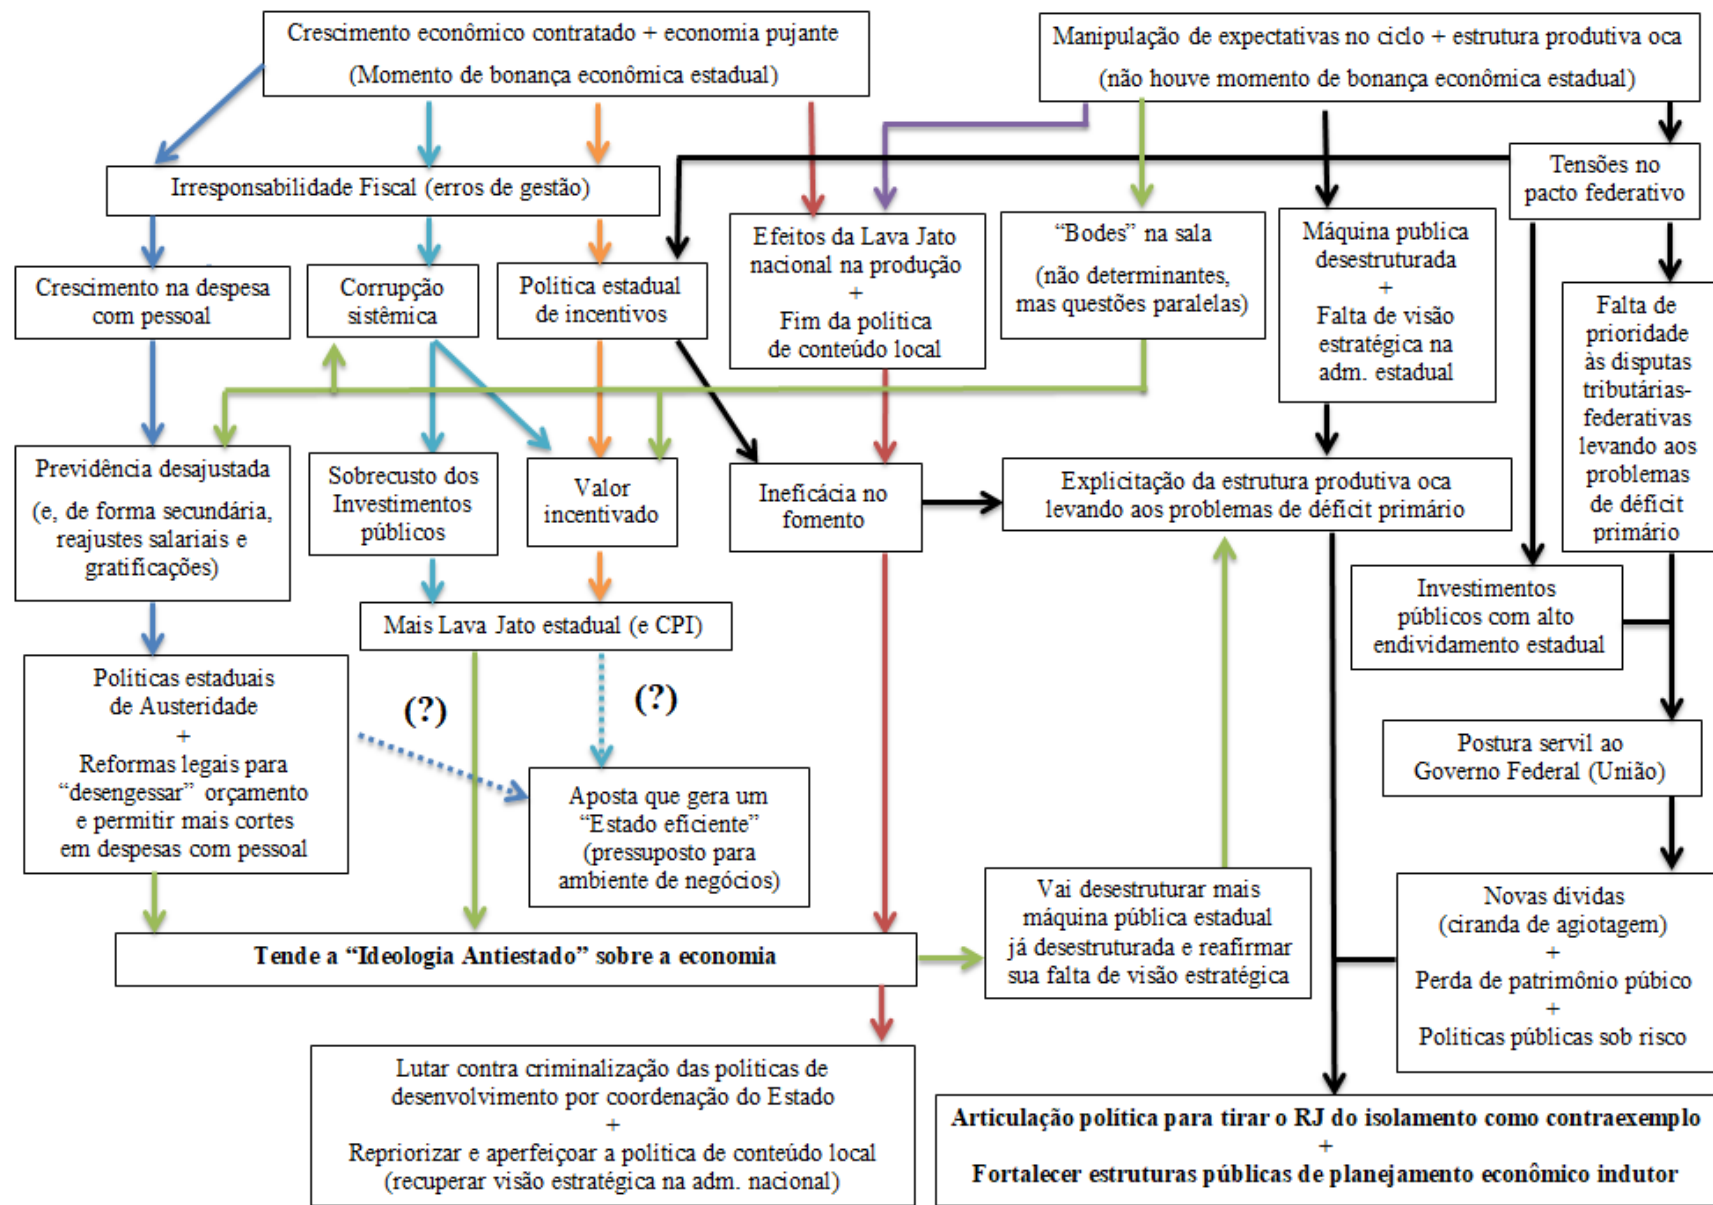 Crescimento econômico contratado + economia pujante
(Momento de bonança econômica estadual)
Manipulação de expectativas no ciclo + estrutura produtiva oca
(não houve momento de bonança econômica estadual)
Irresponsabilidade Fiscal (erros de gestão)
Tensões no
pacto federativo
Crescimento na despesa
com pessoal
Corrupção
sistêmica
Política estadual
de incentivos
Efeitos da Lava Jato
nacional na produção
+
Fim da política
de conteúdo local
“Bodes” na sala
(não determinantes,
mas questões paralelas)
Máquina publica
desestruturada
+
Falta de visão
estratégica na
adm. estadual
Falta de
prioridade
às disputas
tributárias-
federativas
levando aos
problemas
de déficit
primário
Previdência desajustada
(e, de forma secundária,
reajustes salariais e
gratificações)
Sobrecusto dos
Investimentos
públicos
Valor
incentivado
Ineficácia no
fomento
Explicitação da estrutura produtiva oca
levando aos problemas de déficit primário
Investimentos
públicos com alto
endividamento estadual
Mais Lava Jato estadual (e CPI)
Políticas estaduais
de Austeridade
+
Reformas legais para
“desengessar” orçamento
e permitir mais cortes
em despesas com pessoal
(?)
(?)
Aposta que gera um
“Estado eficiente”
(pressuposto para
ambiente de negócios)
Postura servil ao
Governo Federal (União)
Vai desestruturar mais
máquina pública estadual
já desestruturada e reafirmar
sua falta de visão estratégica
Novas dívidas
(ciranda de agiotagem)
+
Perda de patrimônio púbico
+
Políticas públicas sob risco
Tende a “Ideologia Antiestado” sobre a economia
Lutar contra criminalização das políticas de
desenvolvimento por coordenação do Estado
+
Repriorizar e aperfeiçoar a política de conteúdo local
(recuperar visão estratégica na adm. nacional)
Articulação política para tirar o RJ do isolamento como contraexemplo
+
Fortalecer estruturas públicas de planejamento econômico indutor